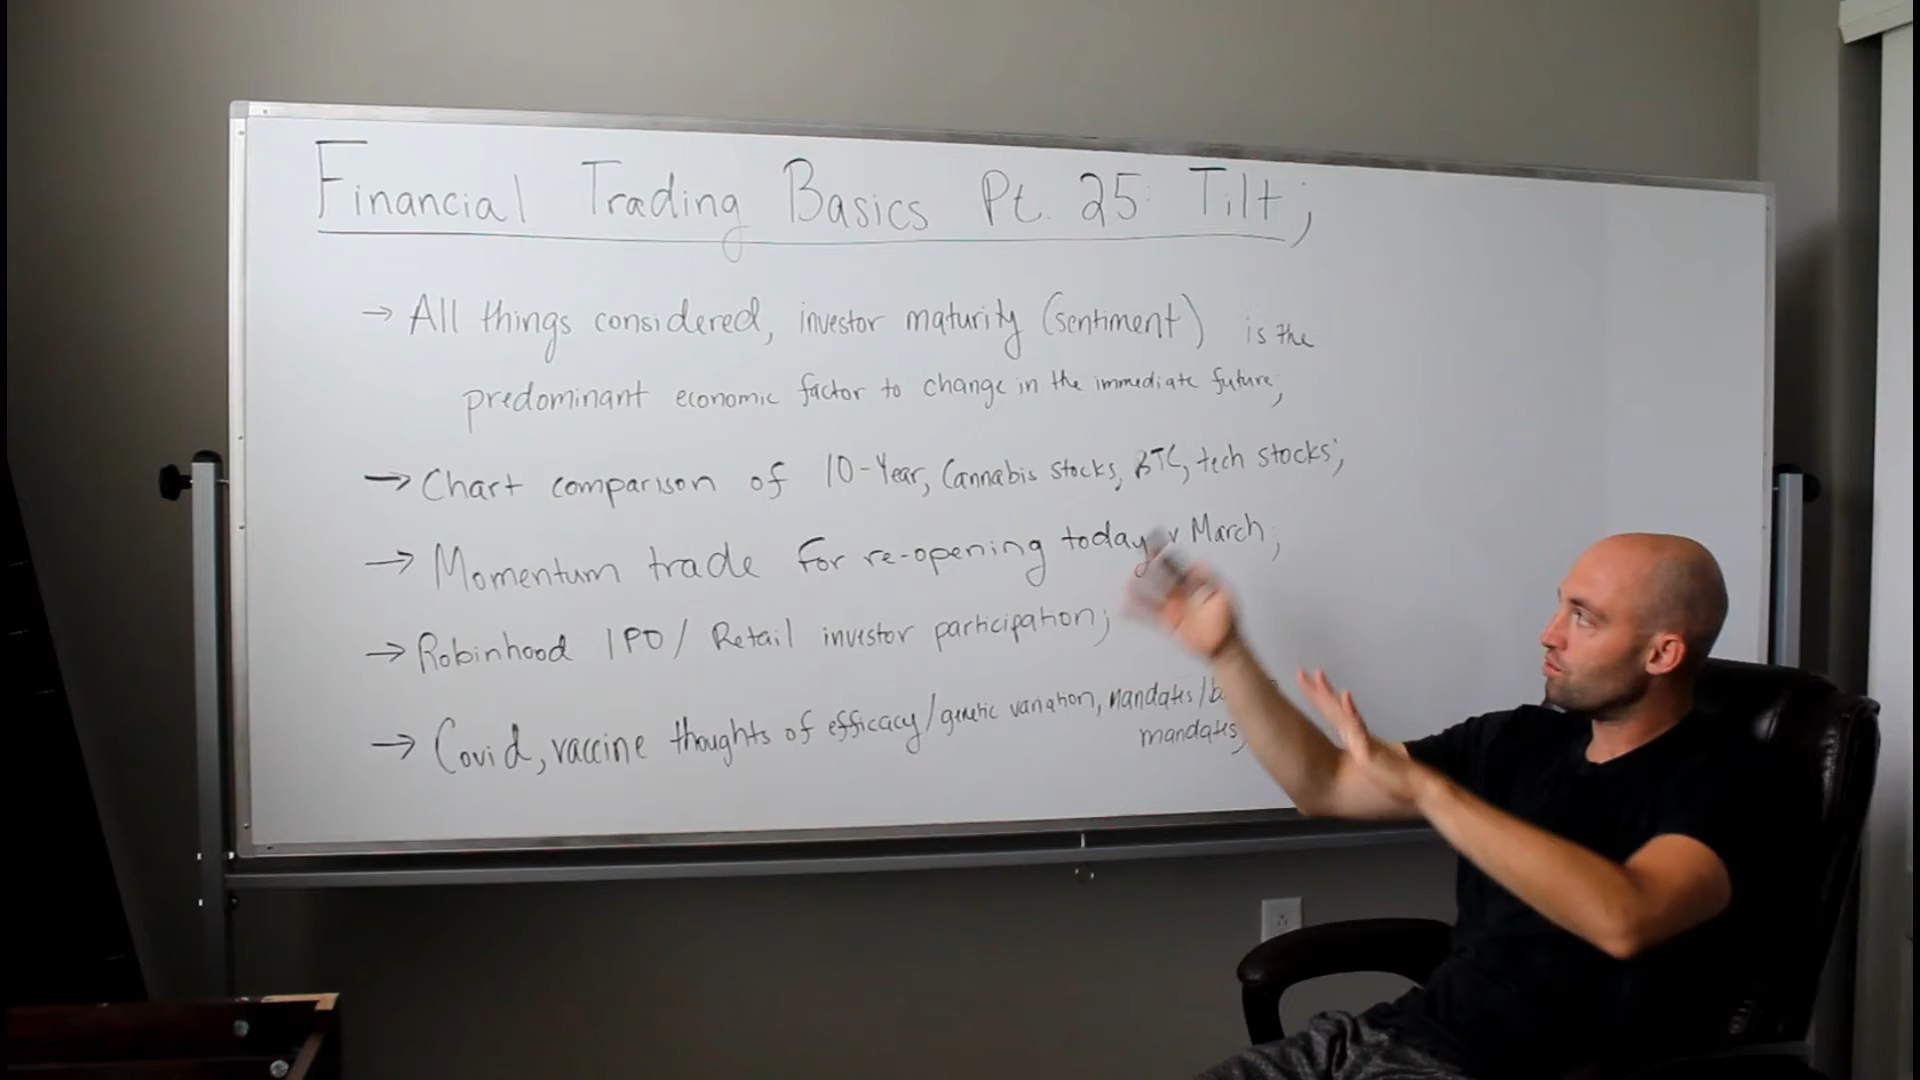 Financial Trading Basics Pt. 25: Tilt;
→ All things considered, investor maturity (sentiment) is the
predominant economic factor to change in the immediate future;
→ Chart comparison of 10-Year, Cannabis stocks, BTC, tech stocks;
→ Momentum trade for re-opening today v March;
→ Robinhood IPO/ Retail investor participation;
→ Covid, vaccine thoughts of efficacy/genetic variation, mandates/
mandates;